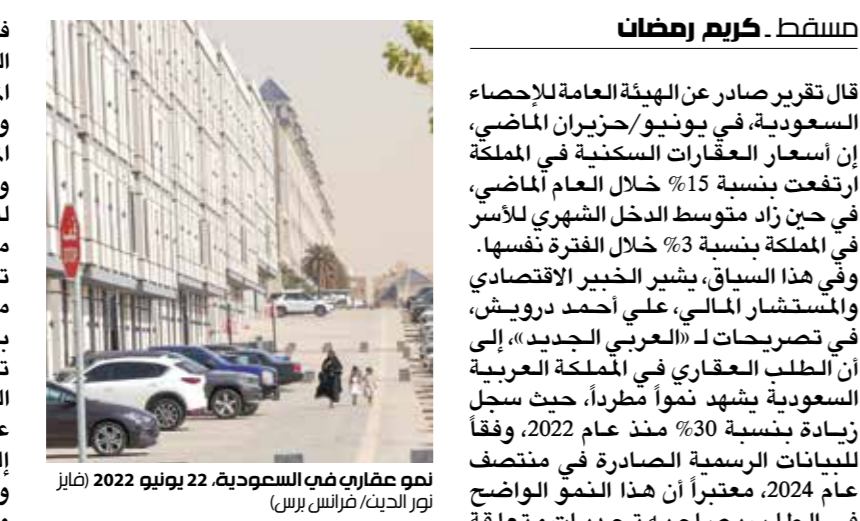 مسقط ـ كريم رمضان
قال تقرير صادر عن الهيئة العامة للإحصاء
السعودية، في يونيو/حزيران الماضي،
إن أسعار العقارات السكنية في المملكة
ارتفعت بنسبة 15% خلال العام الماضي،
في حين زاد متوسط الدخل الشهري للأسر
في المملكة بنسبة 3% خلال الفترة نفسها.
وفي هذا السياق، يشير الخبير الاقتصادي
والمستشار المالي، علي أحمد درويش،
في تصريحات لـ «العربي الجديد»، إلى
أن الطلب العقاري في المملكة العربية
السعودية يشهد نمواً مطرداً، حيث سجل
زيادة بنسبة 30% منذ عام 2022، وفقاً
للبيانات الرسمية الصادرة في منتصف
عام 2024، معتبراً أن هذا النمو الواضح
نمو عقاري في السعودية، 22 يونيو 2022 (فايز
نور الدين/ فرانس برس)